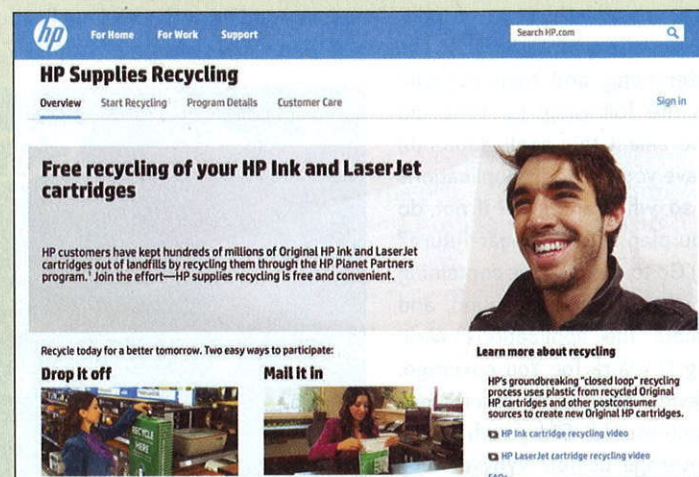 hp
For Home For Work Support
Search HP.com
HP Supplies Recycling
Overview Start Recycling Program Details Customer Care Sign in
Free recycling of your HP Ink and LaserJet
cartridges
HP customers have kept hundreds of millions of Original HP ink and LaserJet
cartridges out of landfills by recycling them through the HP Planet Partners
program.¹ Join the effort—HP supplies recycling is free and convenient.
Recycle today for a better tomorrow. Two easy ways to participate:
Drop it off
RECYCLE
HERE
Mail it in
Learn more about recycling
HP's groundbreaking "closed loop" recycling
process uses plastic from recycled Original
HP cartridges and other postconsumer
sources to create new Original HP cartridges.
HP Ink cartridge recycling video
HP LaserJet cartridge recycling video
FAQs